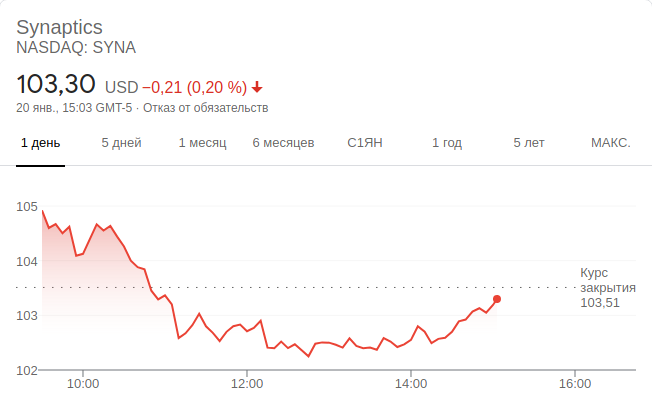 Synaptics
NASDAQ: SYNA
103,30 USD −0,21 (0,20 %)
20 янв., 15:03 GMT-5 · Отказ от обязательств
1 день 5 дней 1 месяц 6 месяцев С1ЯН 1 год 5 лет МАКС.
105
104
Курс
закрытия
103,51
103
102
10:00 12:00 14:00 16:00